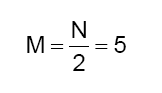 M = N/2 = 5